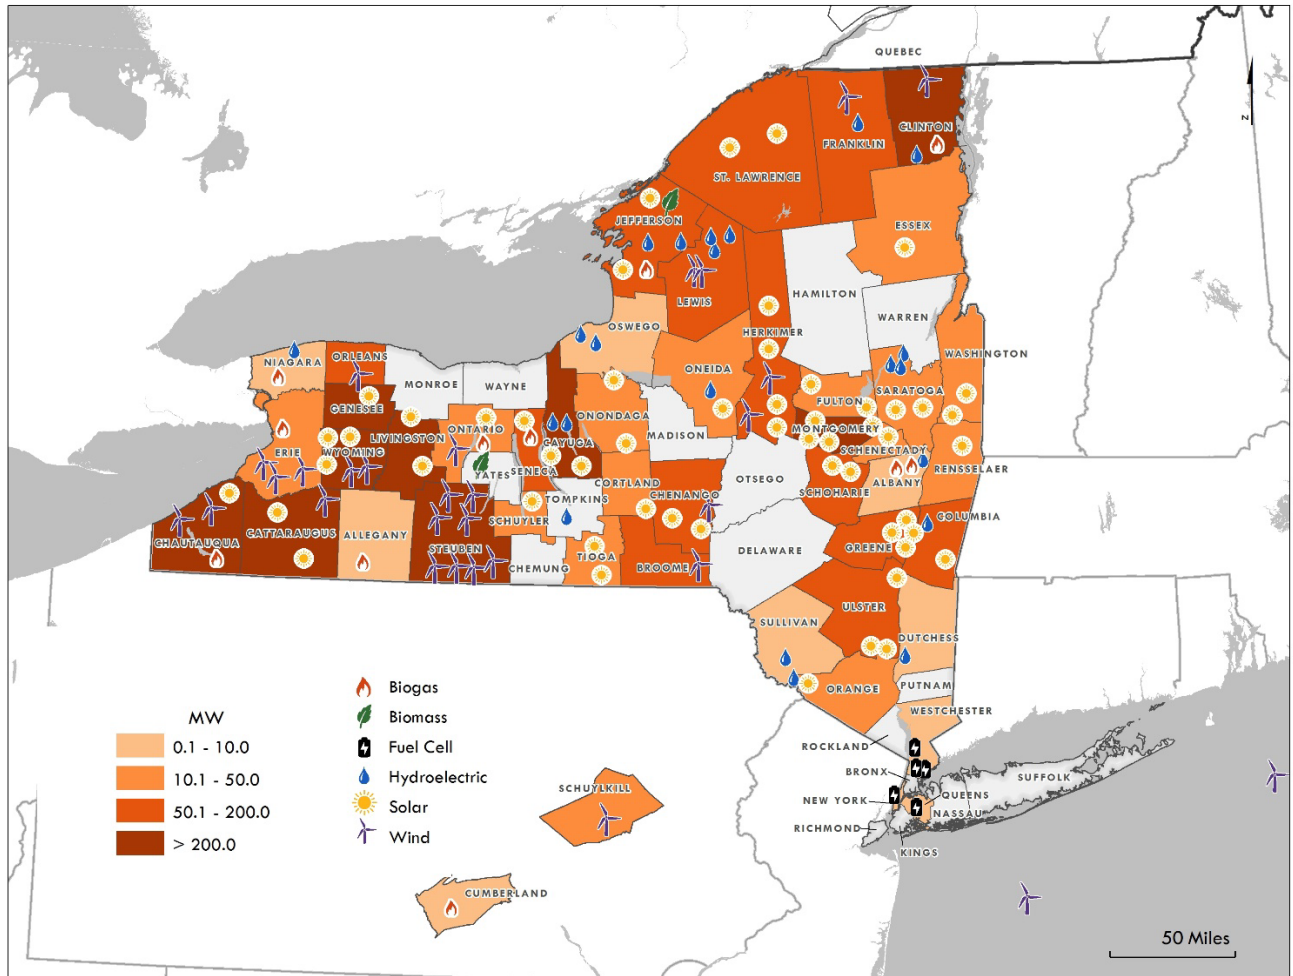 QUEBEC
CLINTON
FRANKLIN
ST. LAWRENCE
JEFFERSON
ESSEX
LEWIS
HAMILTON
WARREN
OSWEGO
HERKIMER
WASHINGTON
ORLEANS
NIAGARA
ONEIDA
MONROE
WAYNE
SARATOGA
FULTON
GENESEE
ONONDAGA
LIVINGSTON
ONTARIO
MONTGOMERY
MADISON
CAYUGA
SCHENECTADY
ERIE
WYOMING
RENSSELAER
YATES
SENECA
OTSEGO
ALBANY
CORTLAND
CHENANGO
SCHOHARIE
TOMPKINS
COLUMBIA
SCHUYLER
CATTARAUGUS
ALLEGANY
CHAUTAUQUA
STEUBEN
GREENE
DELAWARE
TIOGA
CHEMUNG
BROOME
ULSTER
SULLIVAN
DUTCHESS
PUTNAM
ORANGE
WESTCHESTER
ROCKLAND
BRONX
SUFFOLK
NEW YORK
QUEENS
NASSAU
RICHMOND
KINGS
SCHUYLKILL
CUMBERLAND
MW
0.1 - 10.0
10.1 - 50.0
50.1 - 200.0
> 200.0
Biogas
Biomass
Fuel Cell
Hydroelectric
Solar
Wind
N
50 Miles